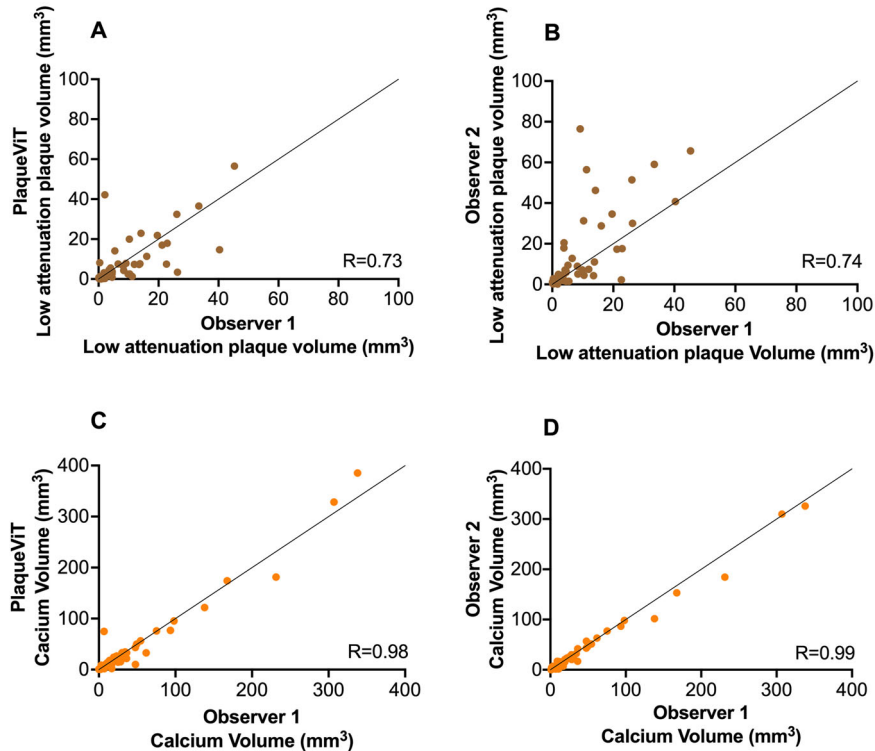 A
PlaqueViT
Low attenuation plaque volume (mm³)
100
80
60
40
20
0
0 20 40 60 80 100
R=0.73
Observer 1
Low attenuation plaque volume (mm³)
B
Observer 2
Low attenuation plaque volume (mm³)
100
80
60
40
20
0
0 20 40 60 80 100
R=0.74
Observer 1
Low attenuation plaque Volume (mm³)
C
PlaqueViT
Cacium Volume (mm³)
400
300
200
100
0
0 100 200 300 400
R=0.98
Observer 1
Calcium Volume (mm³)
D
Observer 2
Calcium Volume (mm³)
400
300
200
100
0
0 100 200 300 400
R=0.99
Observer 1
Calcium Volume (mm³)